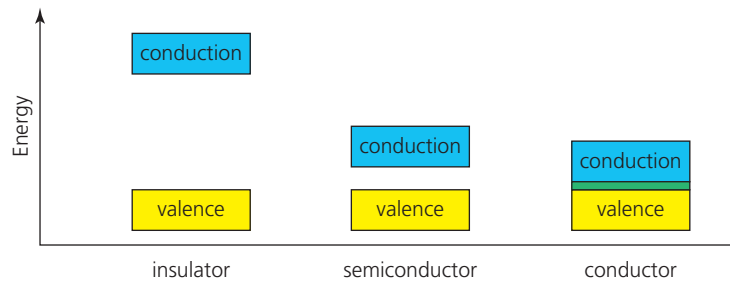 Energy
conduction
conduction
conduction
valence
valence
valence
insulator
semiconductor
conductor